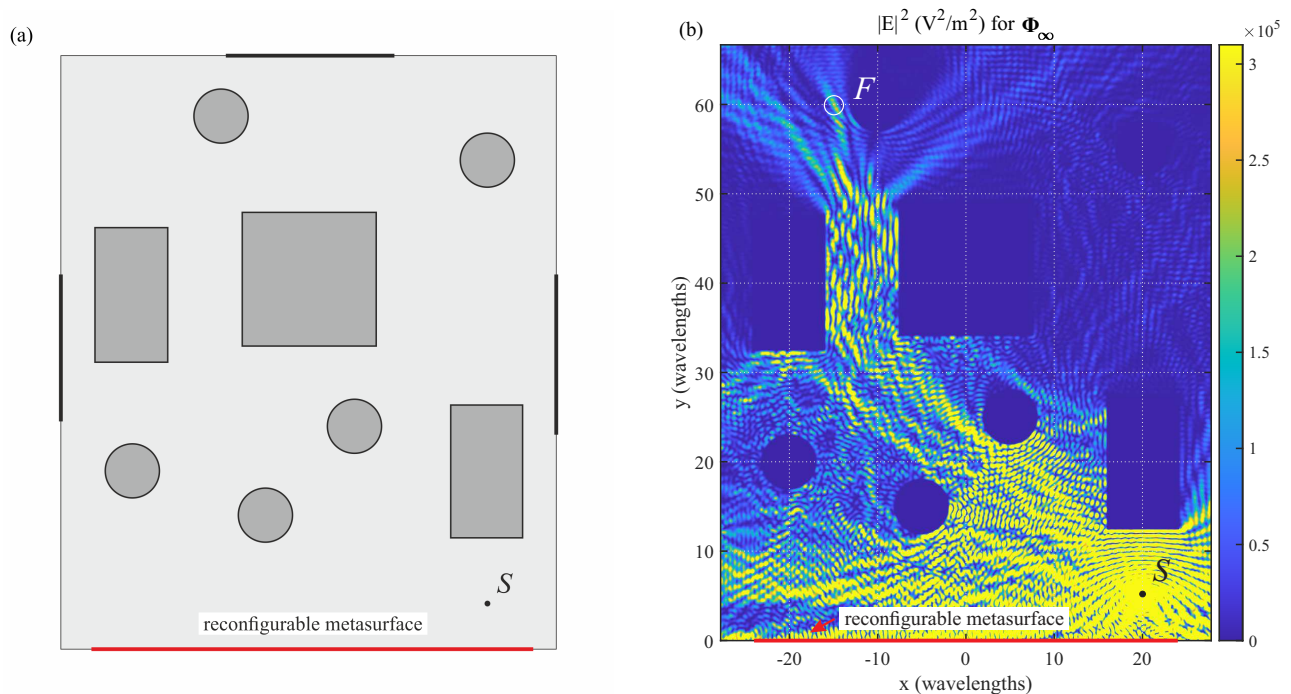 (a)
S
reconfigurable metasurface
(b)
|E|² (V²/m²) for Φ∞
×10⁵
F
S
reconfigurable metasurface
y (wavelengths)
60
50
40
30
20
10
0
-20
-10
0
10
20
x (wavelengths)
3
2.5
2
1.5
1
0.5
0